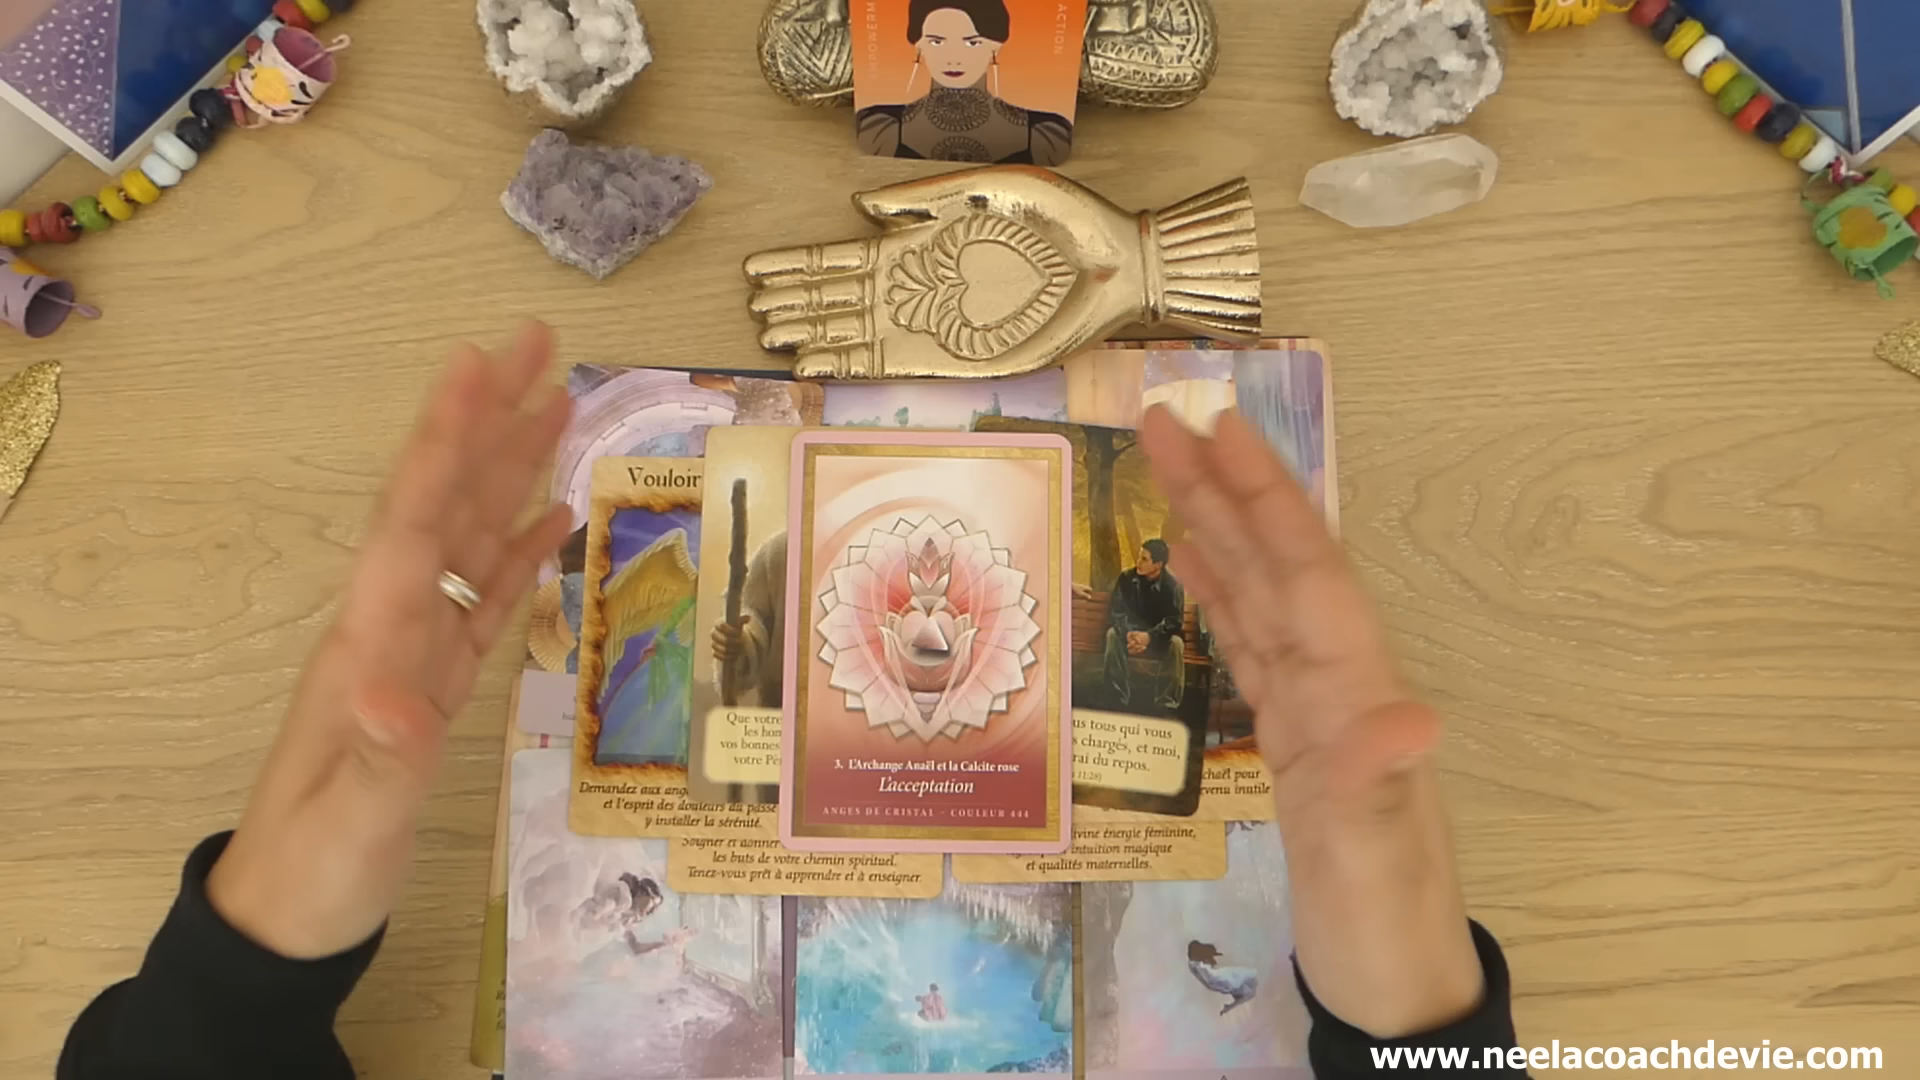 ACTION
Vouloir
Que votre
les hom
vos bonnes
votre Pè
us tous qui vous
s chargés, et moi,
rai du repos.
11:28)
3. L'Archange Anaël et la Calcite rose
L'acceptation
ANGES DE CRISTAL - COULEUR 444
Demandez aux ang
et l'esprit des douleurs du passé
y installer la sérénité.
chaël pour
evenu inutile
Soigner et donner
les buts de votre chemin spirituel.
Tenez-vous prêt à apprendre et à enseigner.
ivine énergie féminine,
intuition magique
et qualités maternelles.
www.neelacoachdevie.com